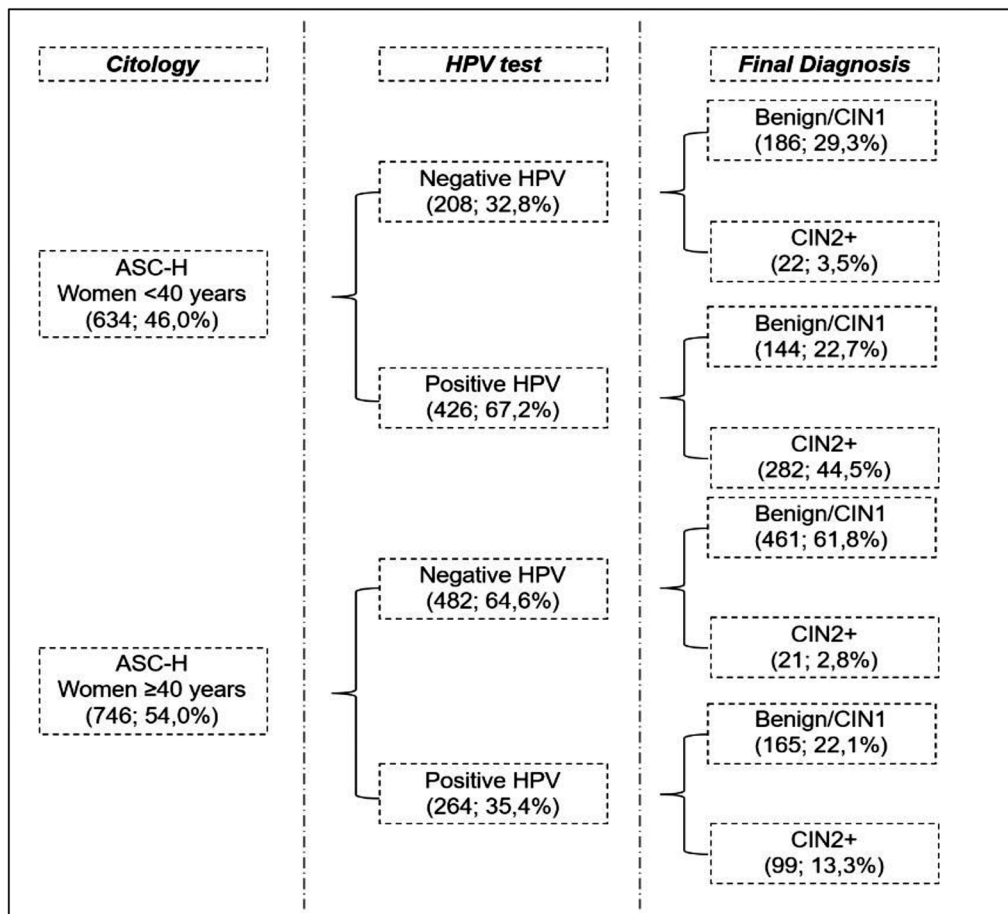 Citology
HPV test
Final Diagnosis
ASC-H
Women <40 years
(634; 46,0%)
Negative HPV
(208; 32,8%)
Benign/CIN1
(186; 29,3%)
CIN2+
(22; 3,5%)
Positive HPV
(426; 67,2%)
Benign/CIN1
(144; 22,7%)
CIN2+
(282; 44,5%)
ASC-H
Women ≥40 years
(746; 54,0%)
Negative HPV
(482; 64,6%)
Benign/CIN1
(461; 61,8%)
CIN2+
(21; 2,8%)
Positive HPV
(264; 35,4%)
Benign/CIN1
(165; 22,1%)
CIN2+
(99; 13,3%)